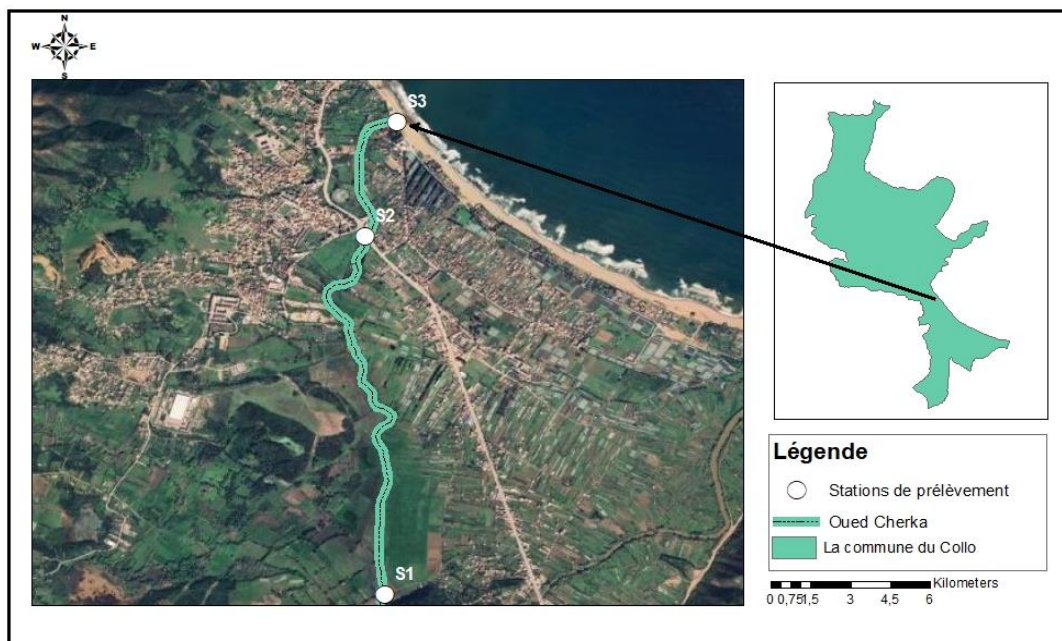 N
W E
S
S3
S2
S1
Légende
Stations de prélèvement
Oued Cherka
La commune du Collo
Kilometers
0 0,75 1,5 3 4,5 6